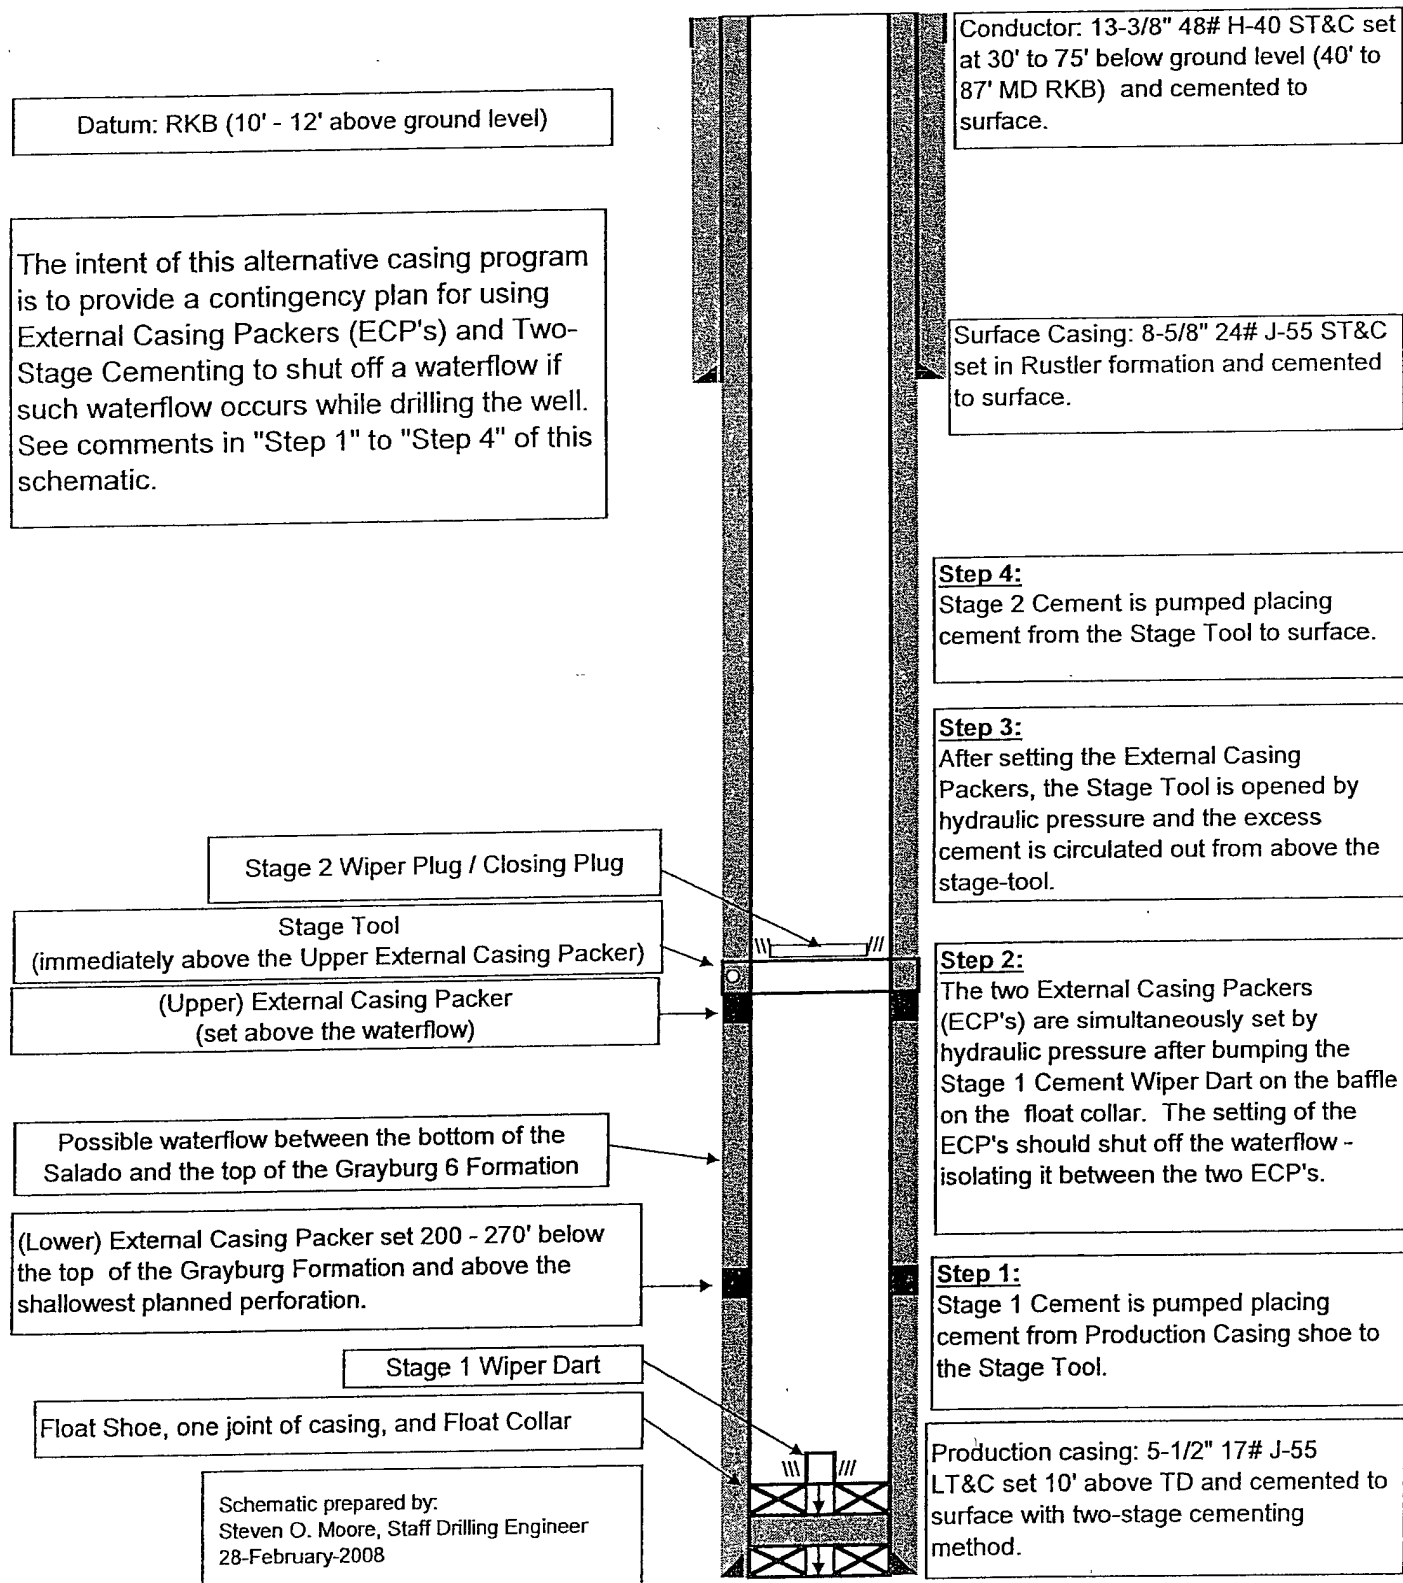 Conductor: 13-3/8" 48# H-40 ST&C set
at 30' to 75' below ground level (40' to
87' MD RKB) and cemented to
surface.
Datum: RKB (10' - 12' above ground level)
The intent of this alternative casing program
is to provide a contingency plan for using
External Casing Packers (ECP's) and Two-
Stage Cementing to shut off a waterflow if
such waterflow occurs while drilling the well.
See comments in "Step 1" to "Step 4" of this
schematic.
Surface Casing: 8-5/8" 24# J-55 ST&C
set in Rustler formation and cemented
to surface.
Step 4:
Stage 2 Cement is pumped placing
cement from the Stage Tool to surface.
Step 3:
After setting the External Casing
Packers, the Stage Tool is opened by
hydraulic pressure and the excess
cement is circulated out from above the
stage-tool.
Stage 2 Wiper Plug / Closing Plug
Stage Tool
(immediately above the Upper External Casing Packer)
(Upper) External Casing Packer
(set above the waterflow)
Step 2:
The two External Casing Packers
(ECP's) are simultaneously set by
hydraulic pressure after bumping the
Stage 1 Cement Wiper Dart on the baffle
on the float collar. The setting of the
ECP's should shut off the waterflow -
isolating it between the two ECP's.
Possible waterflow between the bottom of the
Salado and the top of the Grayburg 6 Formation
(Lower) External Casing Packer set 200 - 270' below
the top of the Grayburg Formation and above the
shallowest planned perforation.
Step 1:
Stage 1 Cement is pumped placing
cement from Production Casing shoe to
the Stage Tool.
Stage 1 Wiper Dart
Float Shoe, one joint of casing, and Float Collar
Production casing: 5-1/2" 17# J-55
LT&C set 10' above TD and cemented to
surface with two-stage cementing
method.
Schematic prepared by:
Steven O. Moore, Staff Drilling Engineer
28-February-2008